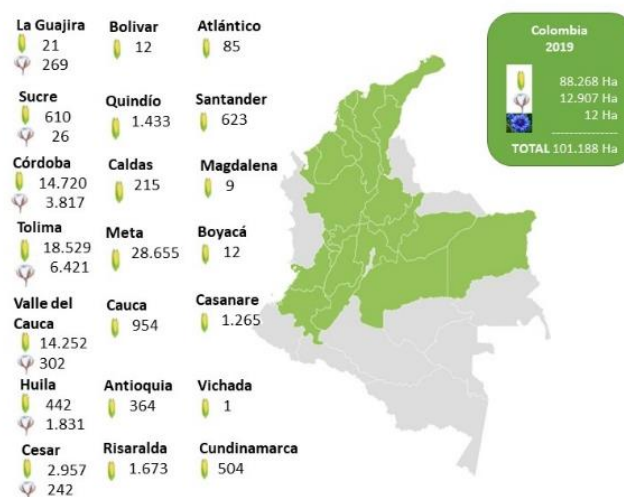 La Guajira
21
269
Bolivar
12
Atlántico
85
Sucre
610
26
Quindío
1.433
Santander
623
Córdoba
14.720
3.817
Caldas
215
Magdalena
9
Tolima
18.529
6.421
Meta
28.655
Boyacá
12
Valle del
Cauca
14.252
302
Cauca
954
Casanare
1.265
Huila
442
1.831
Antioquia
364
Vichada
1
Cesar
2.957
242
Risaralda
1.673
Cundinamarca
504
Colombia
2019
88.268 Ha
12.907 Ha
12 Ha
---------------
TOTAL 101.188 Ha